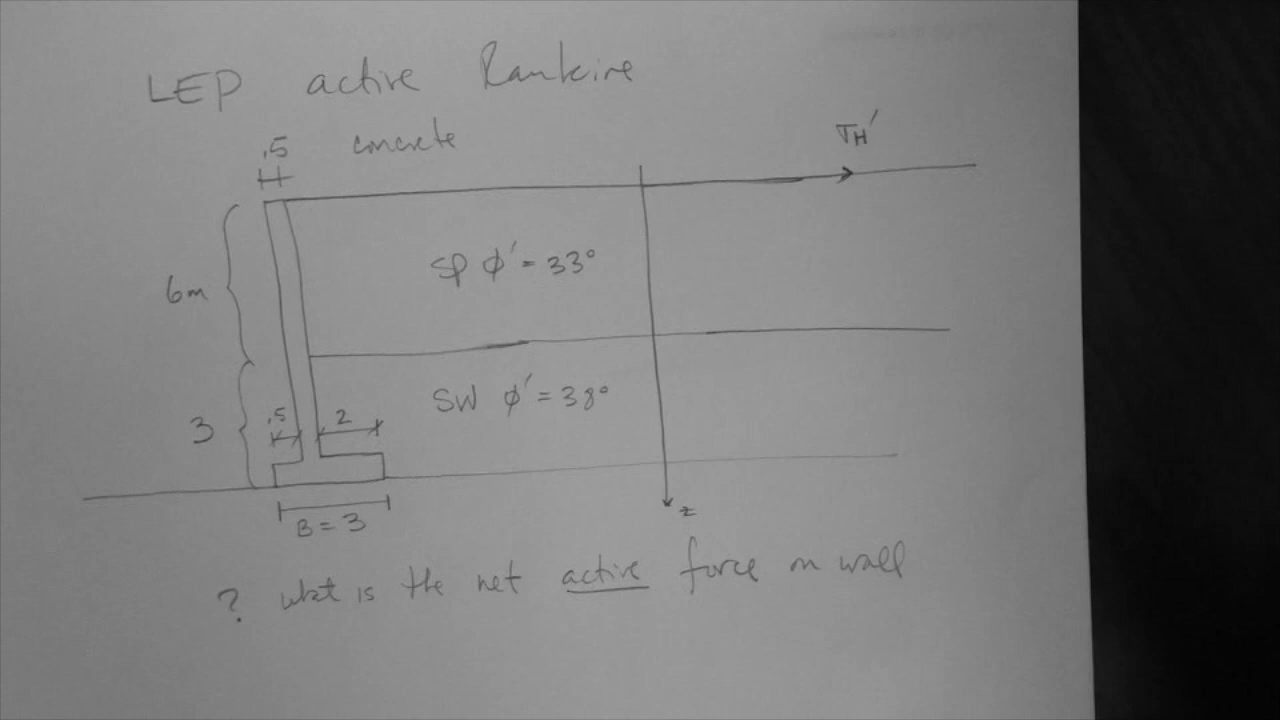 LEP active Rankine
.5 concrete
σH'
6m
SP ϕ' = 33°
SW ϕ' = 38°
3
.5
2
B = 3
z
? what is the net active force on wall